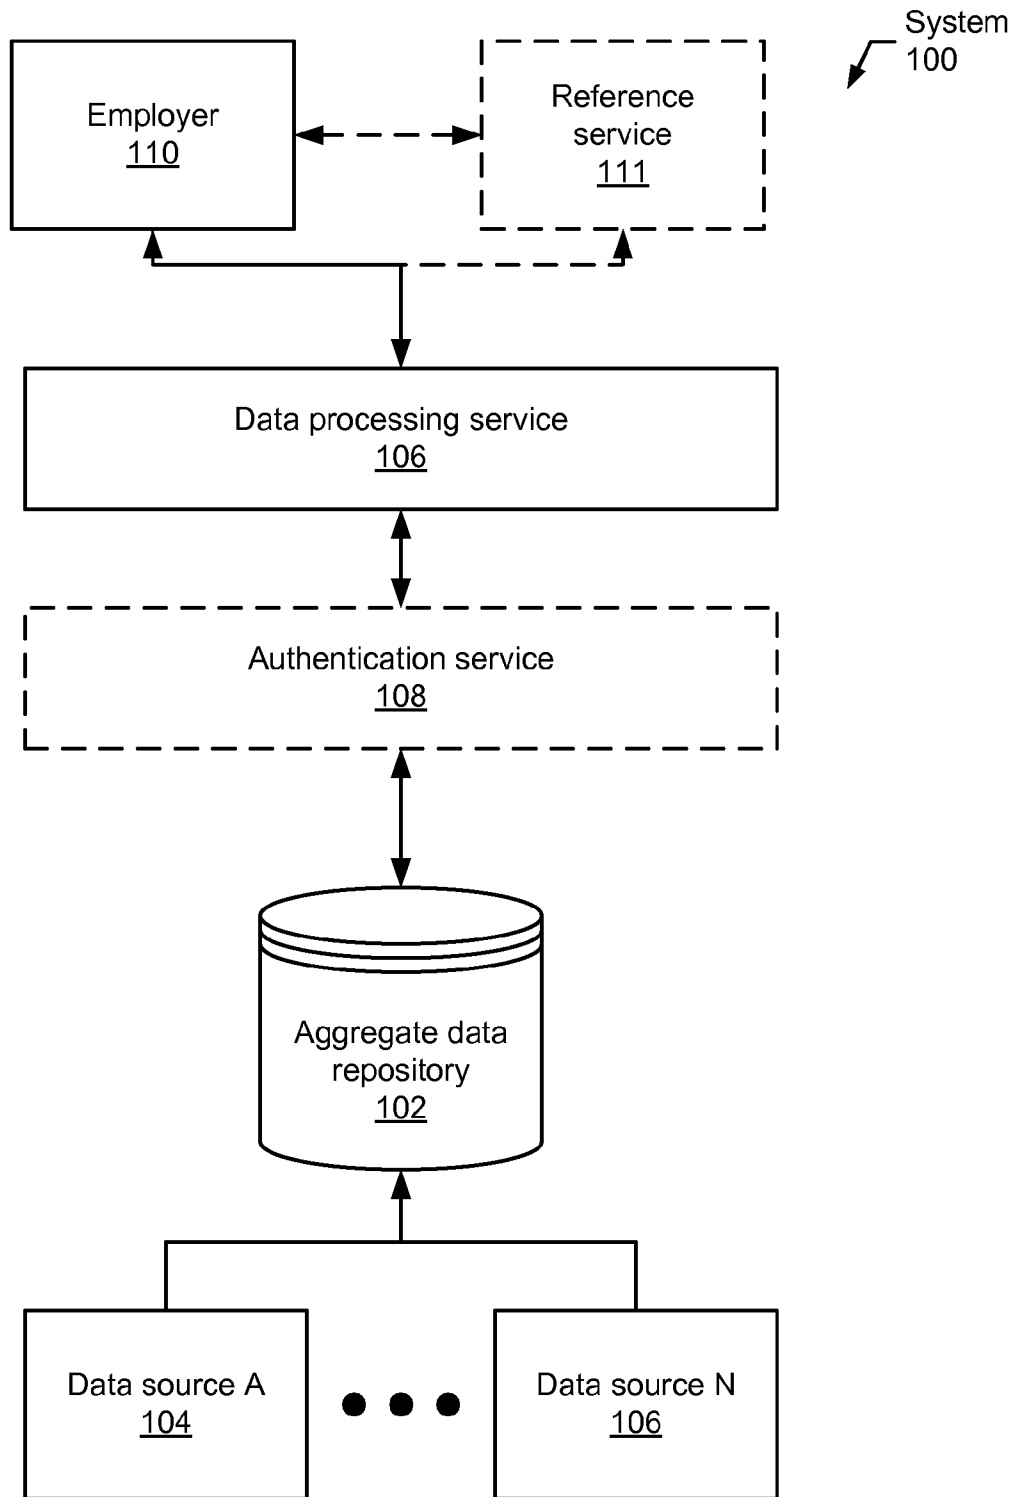 System
100
Employer
110
Reference
service
111
Data processing service
106
Authentication service
108
Aggregate data
repository
102
Data source A
104
Data source N
106